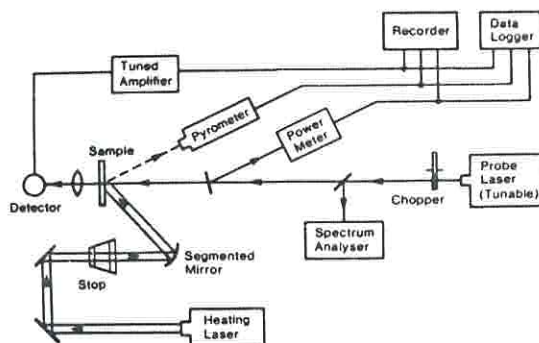 Recorder
Data
Logger
Tuned
Amplifier
Pyrometer
Power
Meter
Sample
Detector
Chopper
Probe
Laser
(Tunable)
Spectrum
Analyser
Segmented
Mirror
Stop
Heating
Laser